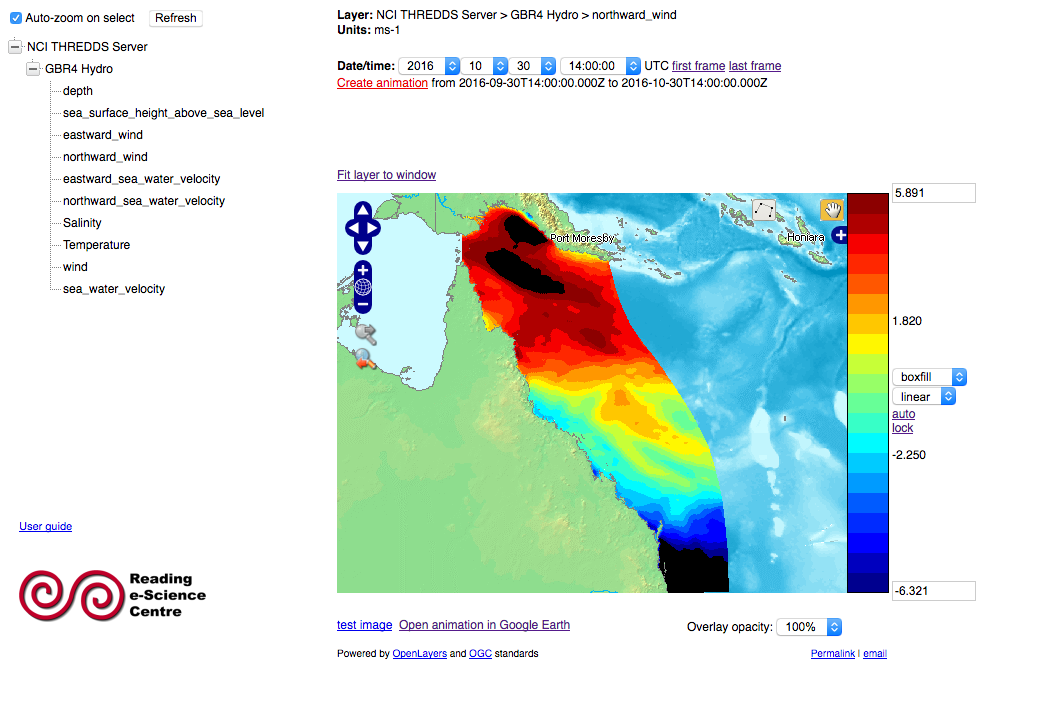 Auto-zoom on select Refresh
NCI THREDDS Server
GBR4 Hydro
depth
sea_surface_height_above_sea_level
eastward_wind
northward_wind
eastward_sea_water_velocity
northward_sea_water_velocity
Salinity
Temperature
wind
sea_water_velocity
User guide
Reading
e-Science
Centre
Layer: NCI THREDDS Server > GBR4 Hydro > northward_wind
Units: ms-1
Date/time: 2016 10 30 14:00:00 UTC first frame last frame
Create animation from 2016-09-30T14:00:00.000Z to 2016-10-30T14:00:00.000Z
Fit layer to window
Port Moresby
Honiara
5.891
1.820
boxfill
linear
auto
lock
-2.250
-6.321
test image Open animation in Google Earth
Overlay opacity: 100%
Powered by OpenLayers and OGC standards
Permalink | email